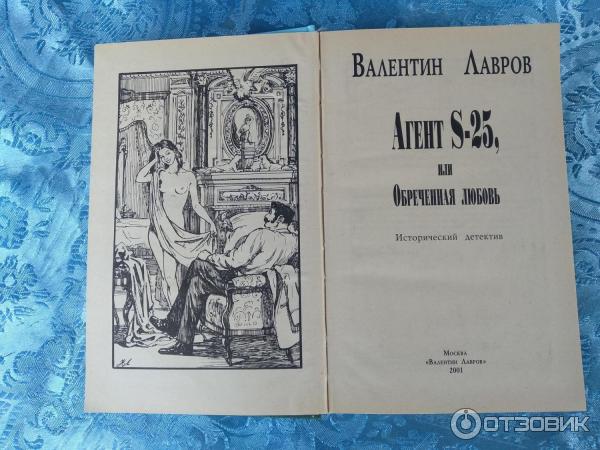 Валентин Лавров
Агент S-25,
или
Обреченная любовь
Исторический детектив
Москва
«Валентин Лавров»
2001
ОТЗОВИК